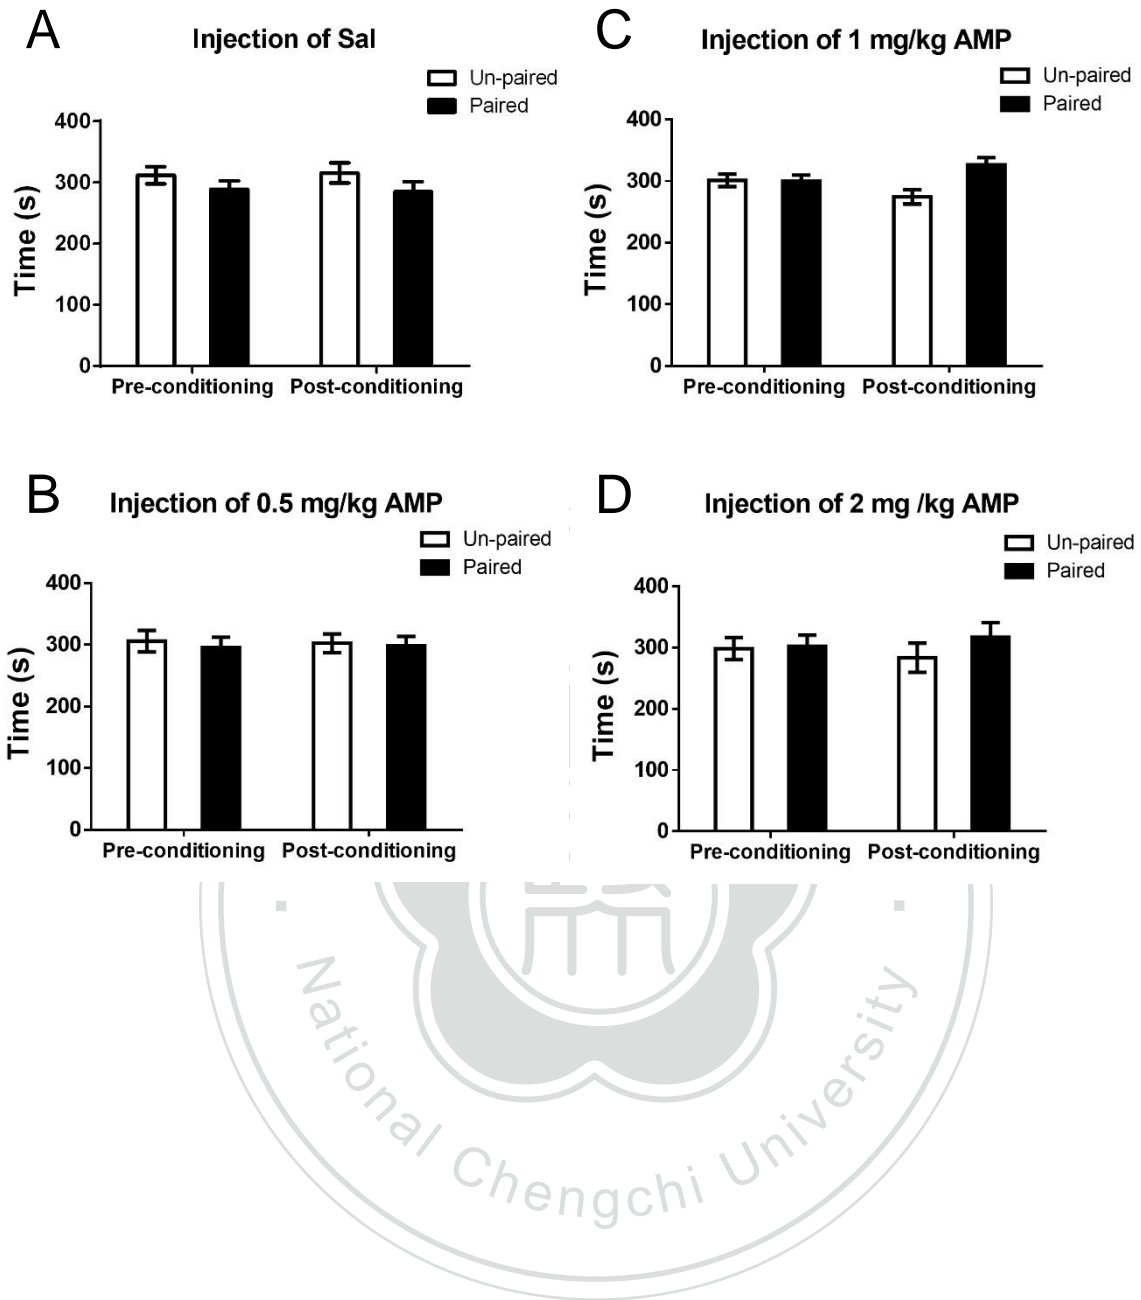 A
Injection of Sal
Un-paired
Paired
400
300
200
100
0
Time (s)
Pre-conditioning Post-conditioning
C
Injection of 1 mg/kg AMP
Un-paired
Paired
400
300
200
100
0
Time (s)
Pre-conditioning Post-conditioning
B
Injection of 0.5 mg/kg AMP
Un-paired
Paired
400
300
200
100
0
Time (s)
Pre-conditioning Post-conditioning
D
Injection of 2 mg /kg AMP
Un-paired
Paired
400
300
200
100
0
Time (s)
Pre-conditioning Post-conditioning
National Chengchi University